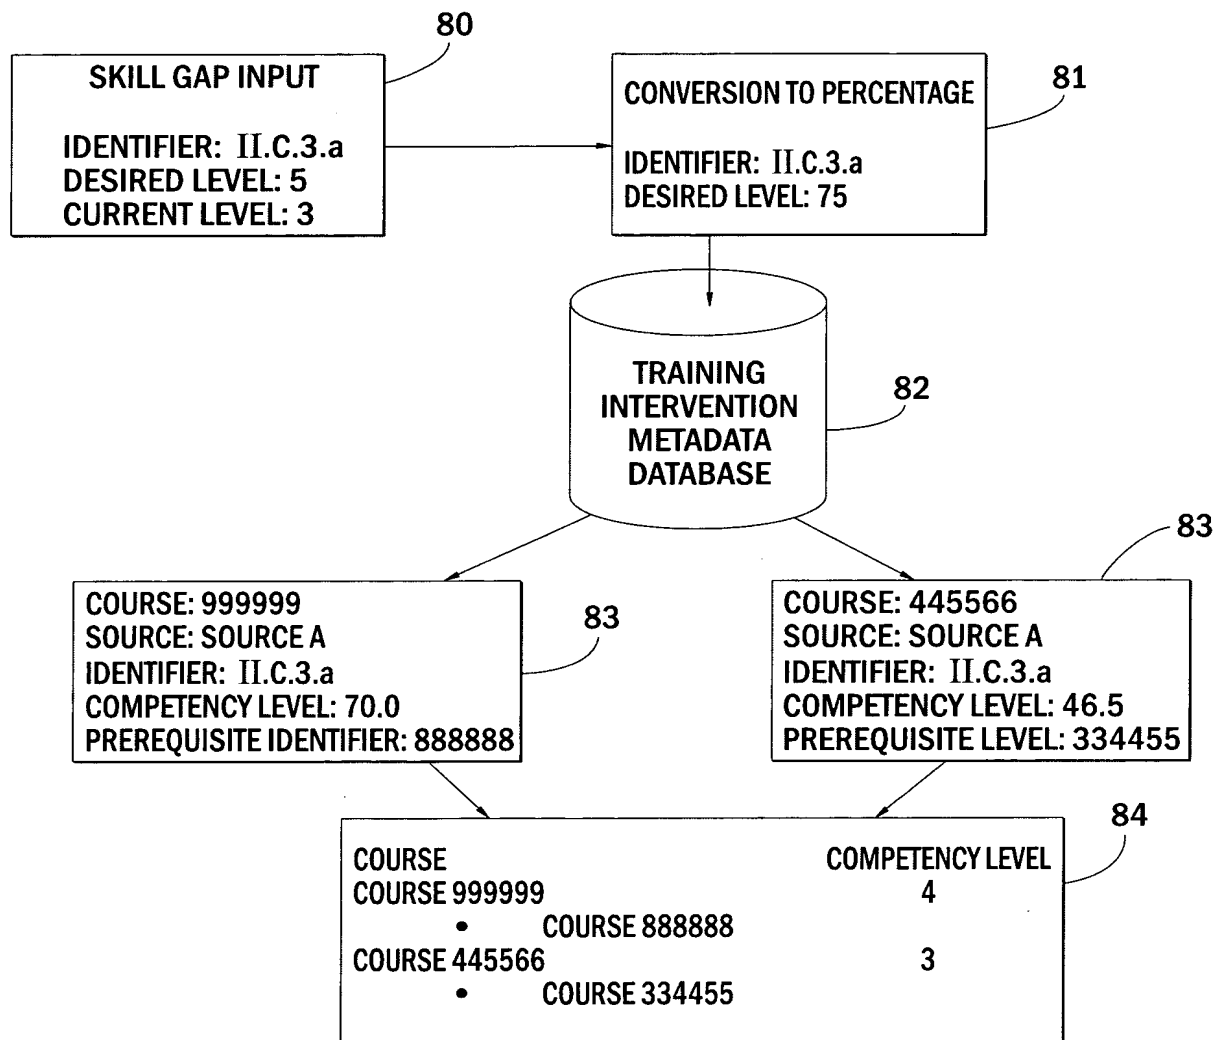 80
SKILL GAP INPUT
IDENTIFIER: II.C.3.a
DESIRED LEVEL: 5
CURRENT LEVEL: 3
81
CONVERSION TO PERCENTAGE
IDENTIFIER: II.C.3.a
DESIRED LEVEL: 75
TRAINING
INTERVENTION
METADATA
DATABASE
82
COURSE: 999999
SOURCE: SOURCE A
IDENTIFIER: II.C.3.a
COMPETENCY LEVEL: 70.0
PREREQUISITE IDENTIFIER: 888888
83
83
COURSE: 445566
SOURCE: SOURCE A
IDENTIFIER: II.C.3.a
COMPETENCY LEVEL: 46.5
PREREQUISITE LEVEL: 334455
84
COURSE COMPETENCY LEVEL
COURSE 999999 4
• COURSE 888888
COURSE 445566 3
• COURSE 334455